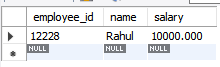 employee_id name salary
12228 Rahul 10000.000
NULL NULL NULL